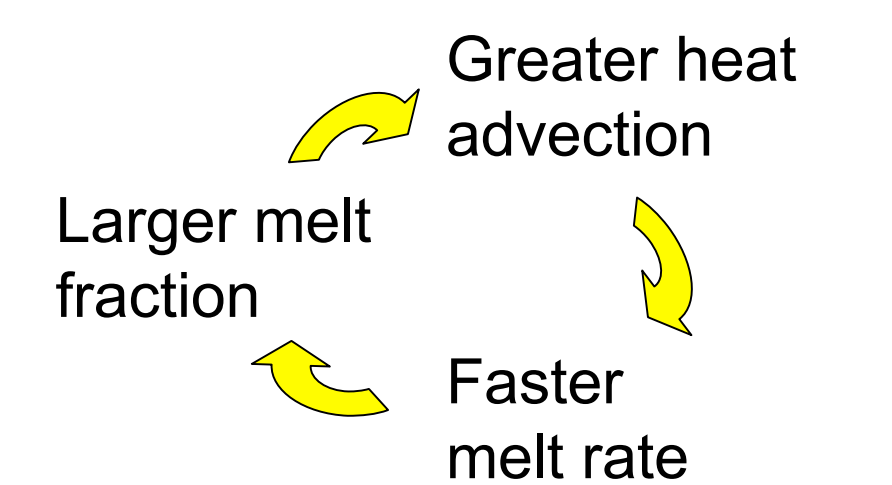 Greater heat
advection
Larger melt
fraction
Faster
melt rate